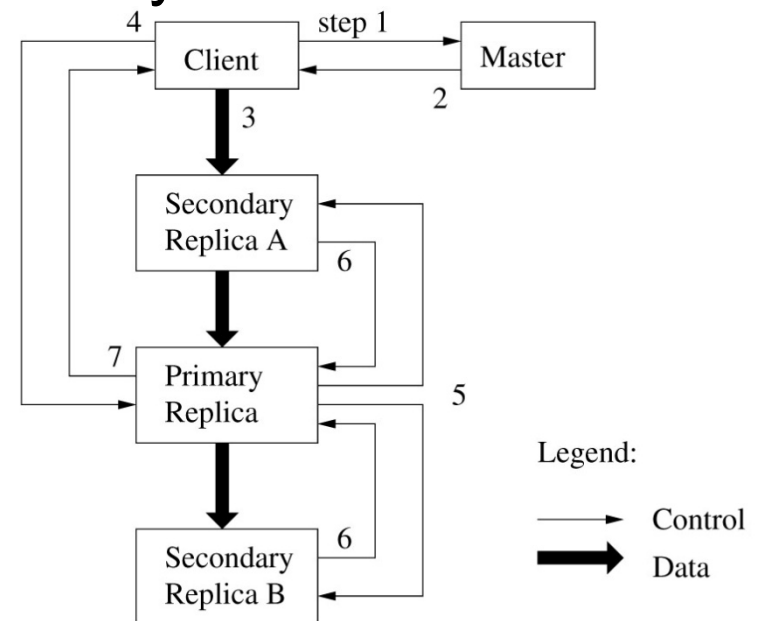 4
step 1
Client
Master
2
3
Secondary
Replica A
6
7
Primary
Replica
5
Legend:
6
Control
Secondary
Replica B
Data